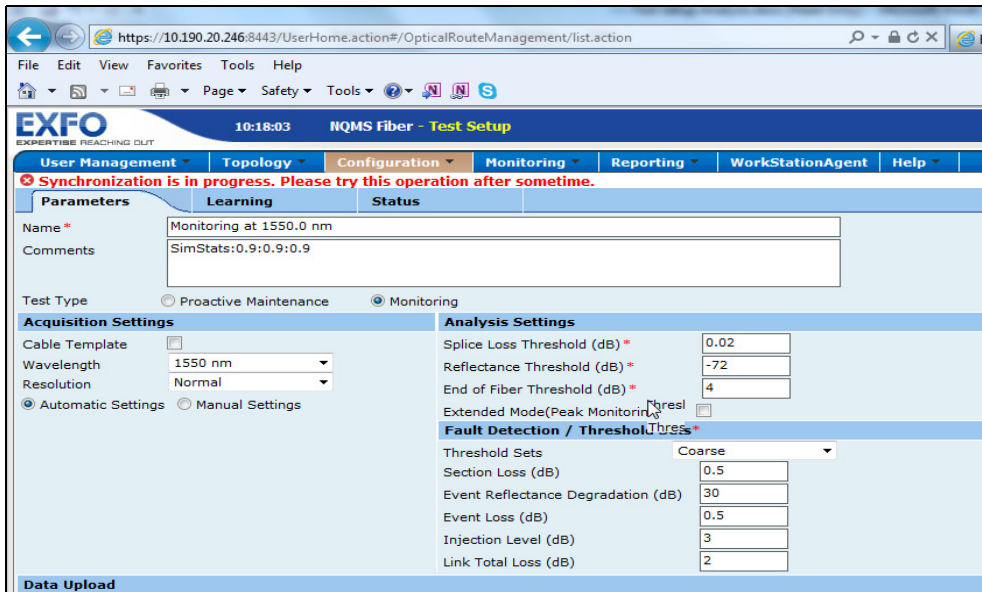 https://10.190.20.246:8443/UserHome.action#/OpticalRouteManagement/list.action
File Edit View Favorites Tools Help
Page Safety Tools
EXFO
EXPERTISE REACHING OUT
10:18:03 NQMS Fiber - Test Setup
User Management Topology Configuration Monitoring Reporting WorkStationAgent Help
Synchronization is in progress. Please try this operation after sometime.
Parameters Learning Status
Name * Monitoring at 1550.0 nm
Comments SimStats:0.9:0.9:0.9
Test Type Proactive Maintenance Monitoring
Acquisition Settings Analysis Settings
Cable Template Splice Loss Threshold (dB) * 0.02
Wavelength 1550 nm Reflectance Threshold (dB) * -72
Resolution Normal End of Fiber Threshold (dB) * 4
Automatic Settings Manual Settings Extended Mode(Peak Monitorin Thresl
Fault Detection / Threshold Thres *
Threshold Sets Coarse
Section Loss (dB) 0.5
Event Reflectance Degradation (dB) 30
Event Loss (dB) 0.5
Injection Level (dB) 3
Link Total Loss (dB) 2
Data Upload